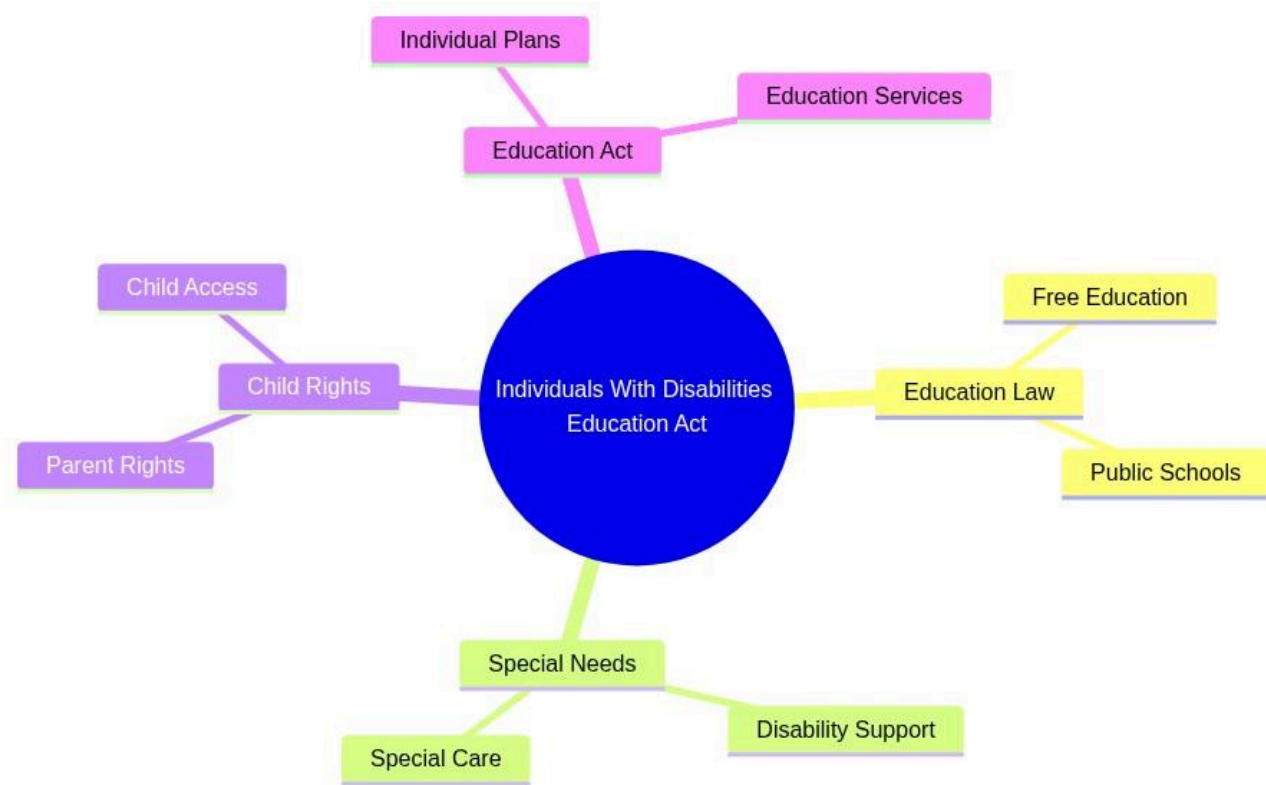 Individual Plans
Education Services
Education Act
Child Access
Free Education
Child Rights
Individuals With Disabilities
Education Act
Education Law
Parent Rights
Public Schools
Special Needs
Disability Support
Special Care